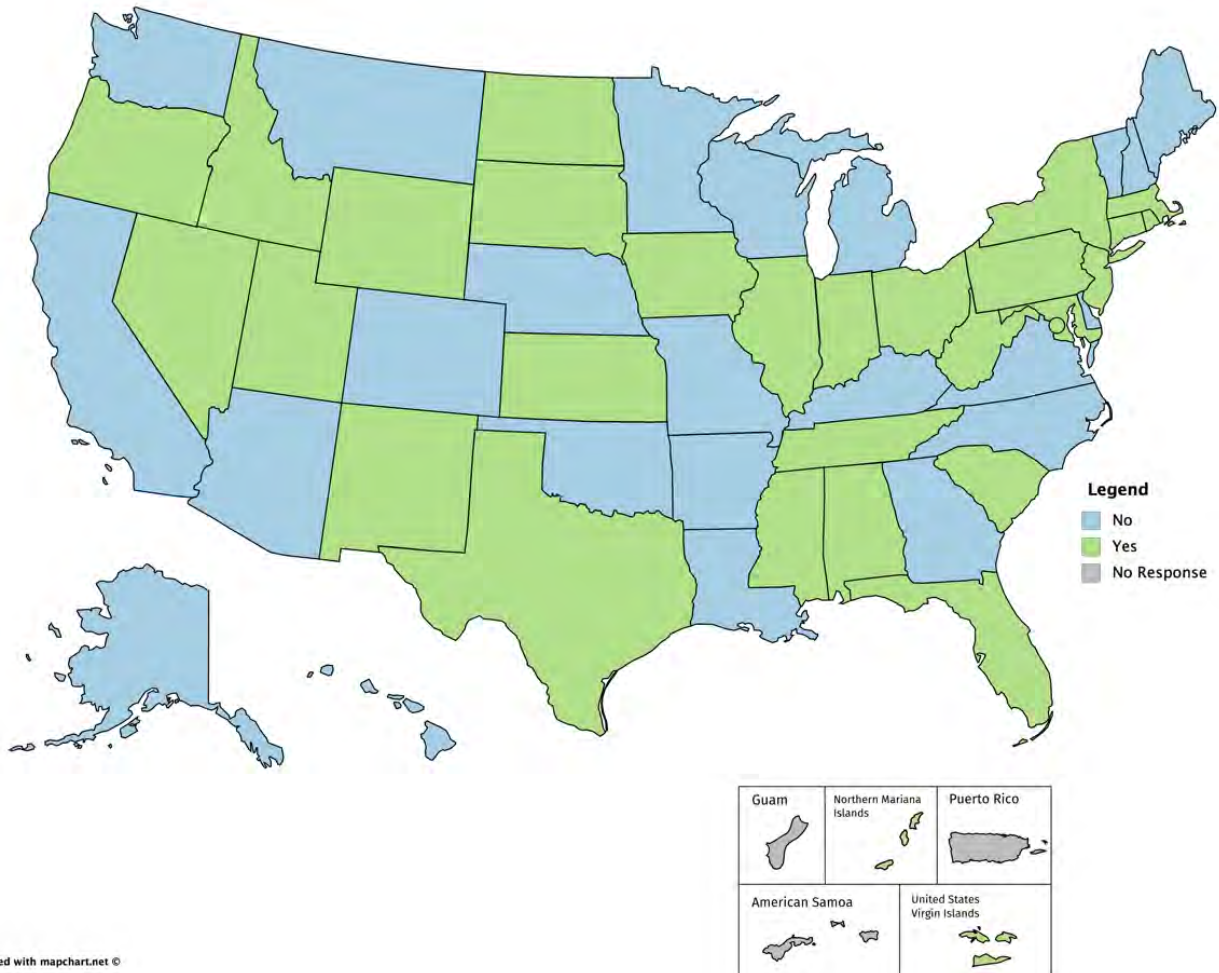 Legend
No
Yes
No Response
Guam
Northern Mariana
Islands
Puerto Rico
American Samoa
United States
Virgin Islands
ed with mapchart.net ©